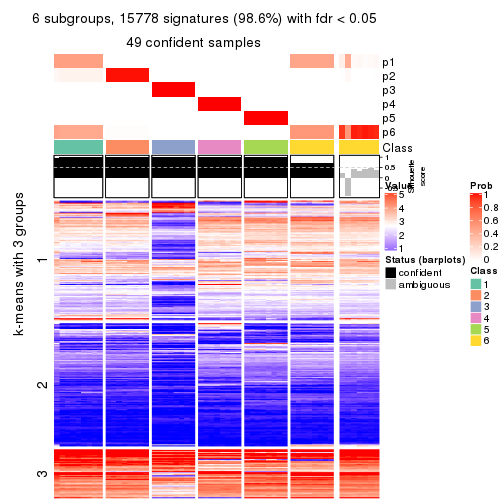 6 subgroups, 15778 signatures (98.6%) with fdr < 0.05
49 confident samples
p1
p2
p3
p4
p5
p6
Class
1
0.5
0
Silhouette
score
k-means with 3 groups
1
2
3
Value
5
4
3
2
1
Status (barplots)
confident
ambiguous
Prob
1
0.8
0.6
0.4
0.2
0
Class
1
2
3
4
5
6